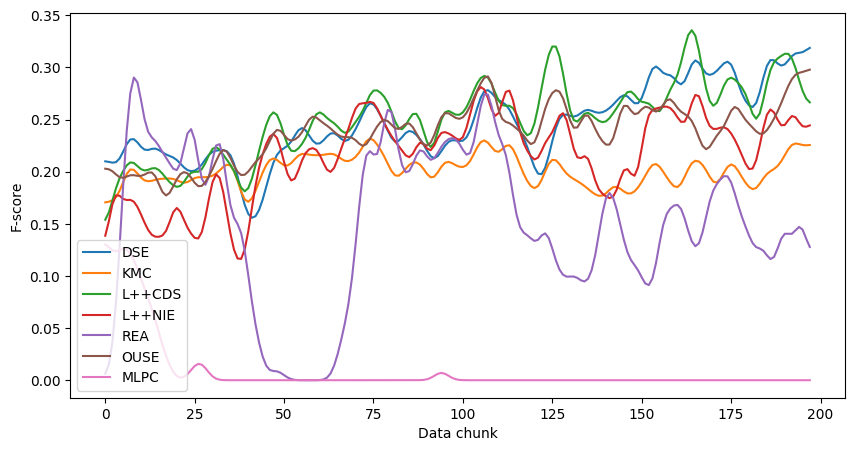 0.35
0.30
0.25
0.20
0.15
0.10
0.05
0.00
F-score
DSE
KMC
L++CDS
L++NIE
REA
OUSE
MLPC
0 25 50 75 100 125 150 175 200
Data chunk